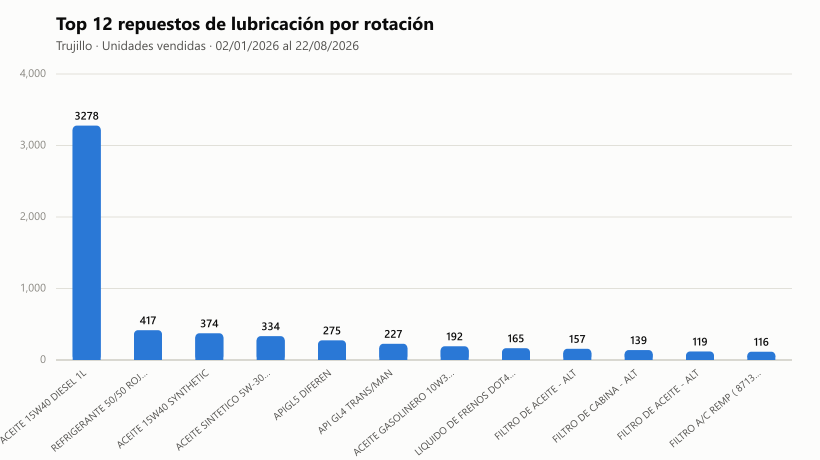 Top 12 repuestos de lubricación por rotación
Trujillo · Unidades vendidas · 02/01/2026 al 22/08/2026
4,000
3,000
2,000
1,000
0
3278
417
374
334
275
227
192
165
157
139
119
116
ACEITE 15W40 DIESEL 1L
REFRIGERANTE 50/50 ROJ...
ACEITE 15W40 SYNTHETIC
ACEITE SINTETICO 5W-30...
APIGL5 DIFEREN
API GL4 TRANS/MAN
ACEITE GASOLINERO 10W3...
LIQUIDO DE FRENOS DOT4...
FILTRO DE ACEITE - ALT
FILTRO DE CABINA - ALT
FILTRO DE ACEITE - ALT
FILTRO A/C REMP ( 8713...